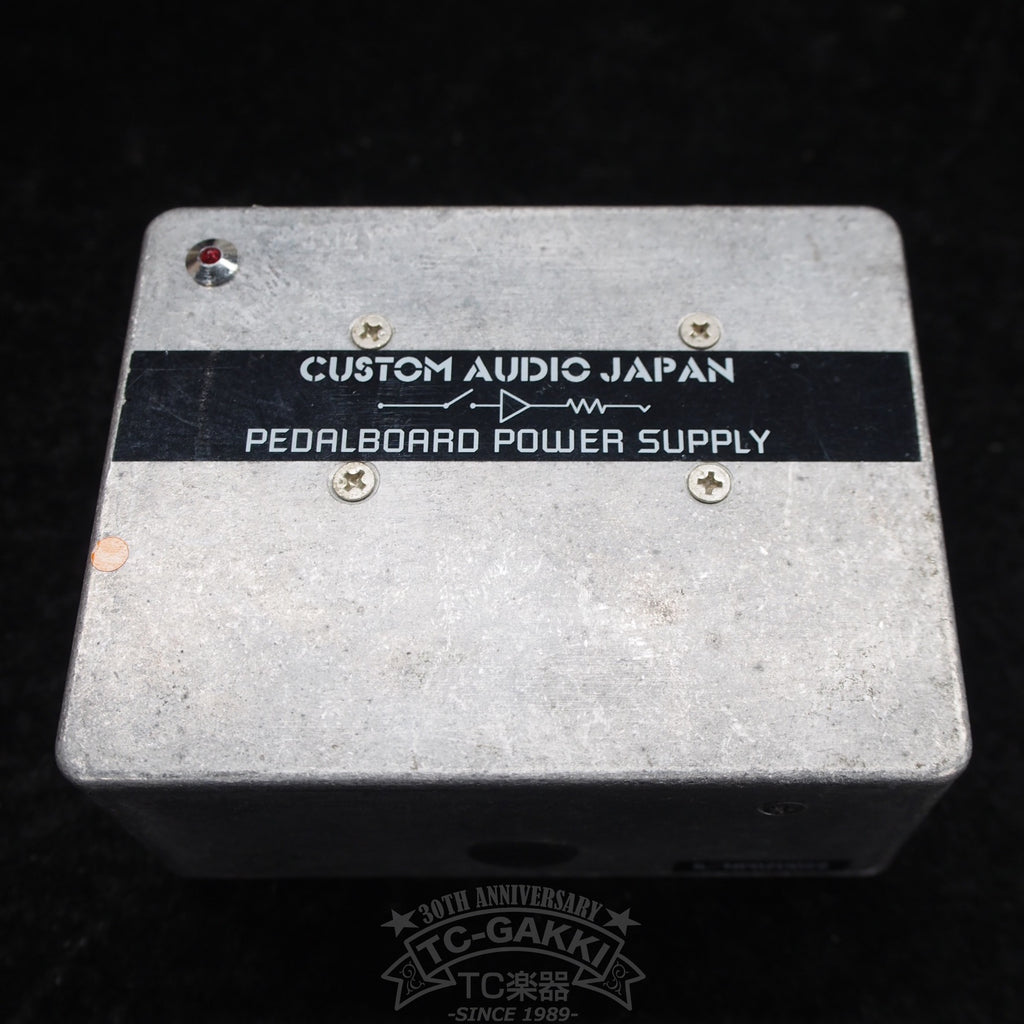 CUSTOM AUDIO JAPAN
PEDALBOARD POWER SUPPLY
30TH ANNIVERSARY
TC-GAKKI
TC楽器
-SINCE 1989-